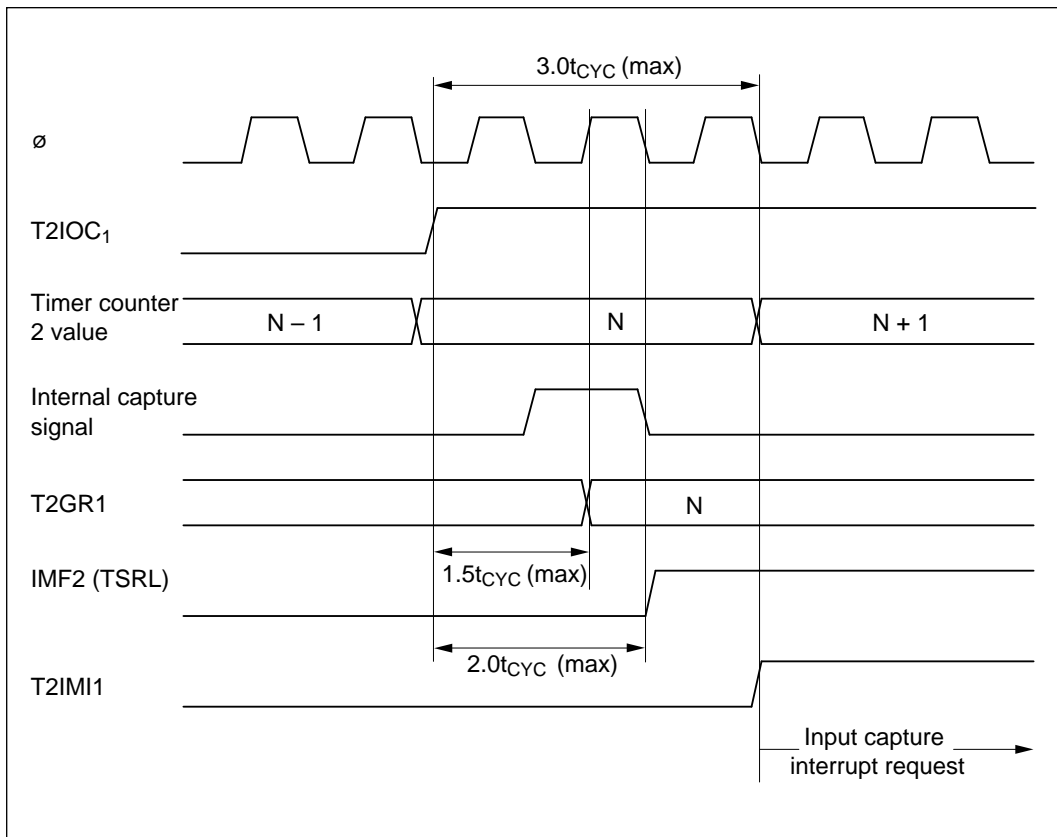 3.0tCYC (max)
ø
T2IOC1
Timer counter
2 value
N – 1
N
N + 1
Internal capture
signal
T2GR1
N
1.5tCYC (max)
IMF2 (TSRL)
2.0tCYC (max)
T2IMI1
Input capture
interrupt request